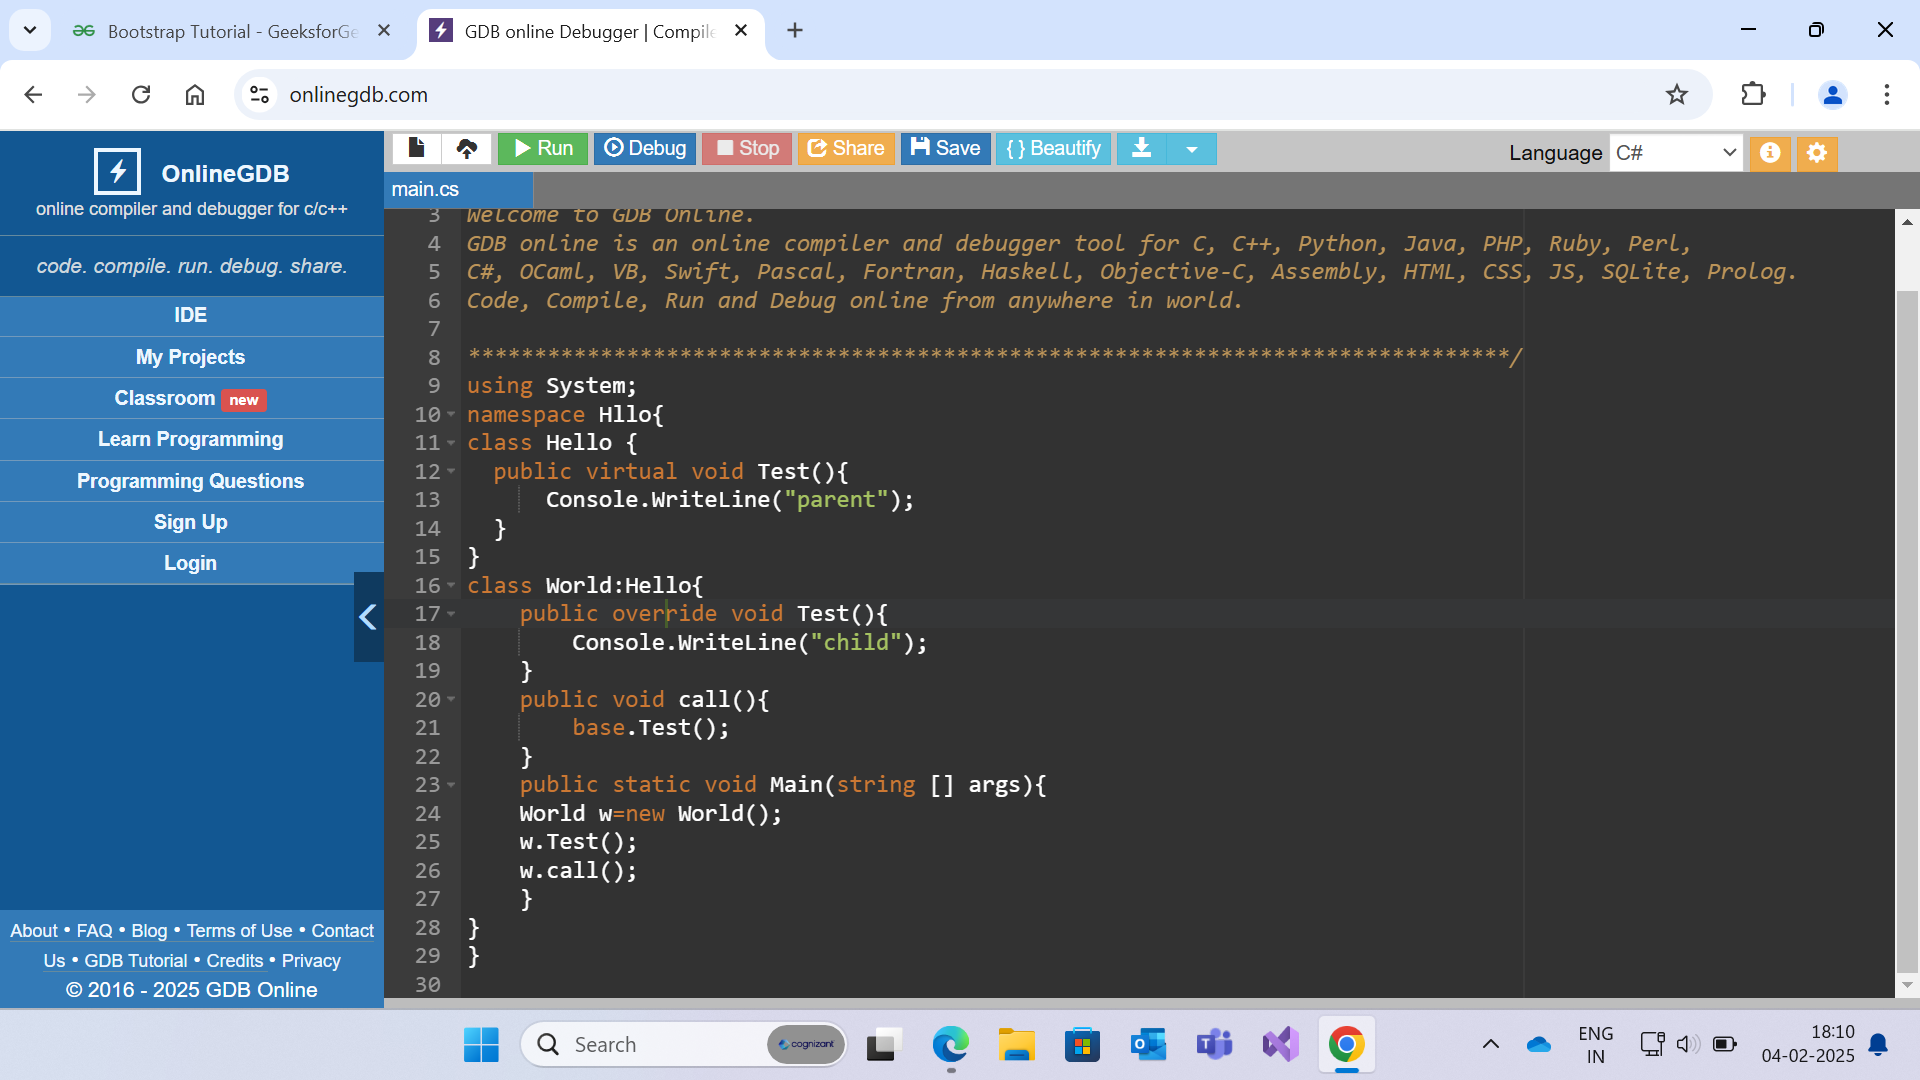 Bootstrap Tutorial - GeeksforGe
GDB online Debugger | Compile
onlinegdb.com
OnlineGDB
online compiler and debugger for c/c++
code. compile. run. debug. share.
IDE
My Projects
Classroom new
Learn Programming
Programming Questions
Sign Up
Login
About • FAQ • Blog • Terms of Use • Contact
Us • GDB Tutorial • Credits • Privacy
© 2016 - 2025 GDB Online
Run
Debug
Stop
Share
Save
{ } Beautify
Language C#
main.cs
3 Welcome to GDB Online.
4 GDB online is an online compiler and debugger tool for C, C++, Python, Java, PHP, Ruby, Perl,
5 C#, OCaml, VB, Swift, Pascal, Fortran, Haskell, Objective-C, Assembly, HTML, CSS, JS, SQLite, Prolog.
6 Code, Compile, Run and Debug online from anywhere in world.
7
8 *******************************************************************************/
9 using System;
10 namespace Hllo{
11 class Hello {
12 public virtual void Test(){
13 Console.WriteLine("parent");
14 }
15 }
16 class World:Hello{
17 public override void Test(){
18 Console.WriteLine("child");
19 }
20 public void call(){
21 base.Test();
22 }
23 public static void Main(string [] args){
24 World w=new World();
25 w.Test();
26 w.call();
27 }
28 }
29 }
30
Search
cognizant
ENG
IN
18:10
04-02-2025